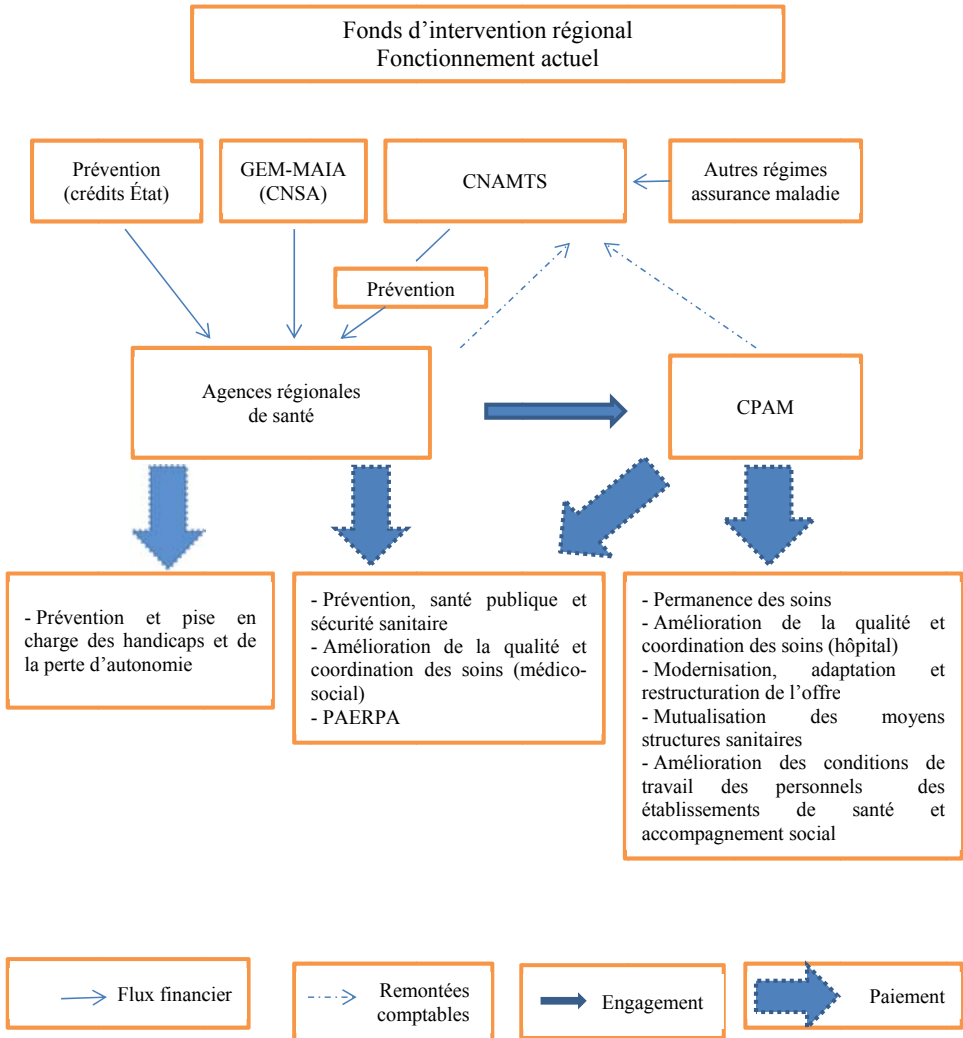 Fonds d’intervention régional
Fonctionnement actuel
Prévention
(crédits État)
GEM-MAIA
(CNSA)
CNAMTS
Autres régimes
assurance maladie
Prévention
Agences régionales
de santé
CPAM
- Prévention et pise en
charge des handicaps et de
la perte d’autonomie
- Prévention, santé publique et
sécurité sanitaire
- Amélioration de la qualité et
coordination des soins (médico-
social)
- PAERPA
- Permanence des soins
- Amélioration de la qualité et
coordination des soins (hôpital)
- Modernisation, adaptation et
restructuration de l’offre
- Mutualisation des moyens
structures sanitaires
- Amélioration des conditions de
travail des personnels des
établissements de santé et
accompagnement social
Flux financier
Remontées
comptables
Engagement
Paiement